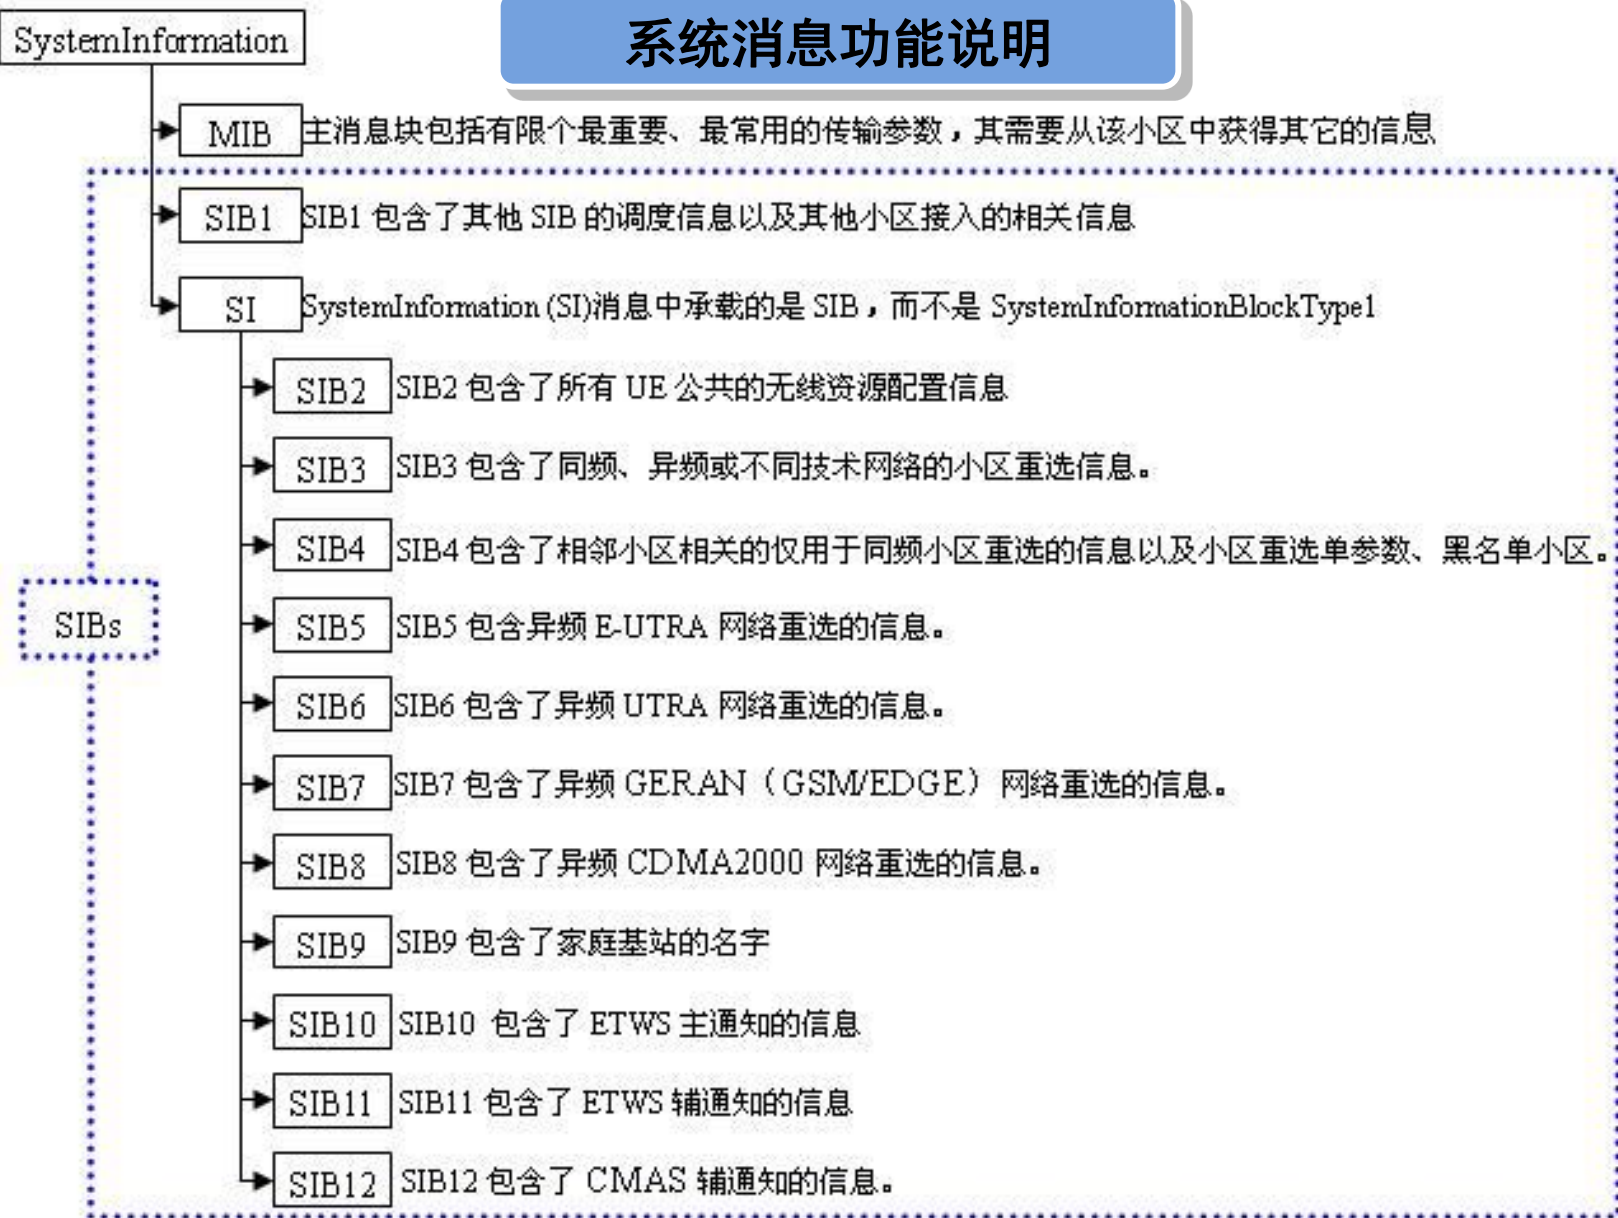 系统消息功能说明
SystemInformation
MIB 主消息块包括有限个最重要、最常用的传输参数，其需要从该小区中获得其它的信息
SIB1 SIB1 包含了其他 SIB 的调度信息以及其他小区接入的相关信息
SI SystemInformation (SI)消息中承载的是 SIB，而不是 SystemInformationBlockType1
SIB2 SIB2 包含了所有 UE 公共的无线资源配置信息
SIB3 SIB3 包含了同频、异频或不同技术网络的小区重选信息。
SIB4 SIB4 包含了相邻小区相关的仅用于同频小区重选的信息以及小区重选单参数、黑名单小区。
SIBs
SIB5 SIB5 包含异频 E-UTRA 网络重选的信息。
SIB6 SIB6 包含了异频 UTRA 网络重选的信息。
SIB7 SIB7 包含了异频 GERAN（GSM/EDGE）网络重选的信息。
SIB8 SIB8 包含了异频 CDMA2000 网络重选的信息。
SIB9 SIB9 包含了家庭基站的名字
SIB10 SIB10 包含了 ETWS 主通知的信息
SIB11 SIB11 包含了 ETWS 辅通知的信息
SIB12 SIB12 包含了 CMAS 辅通知的信息。